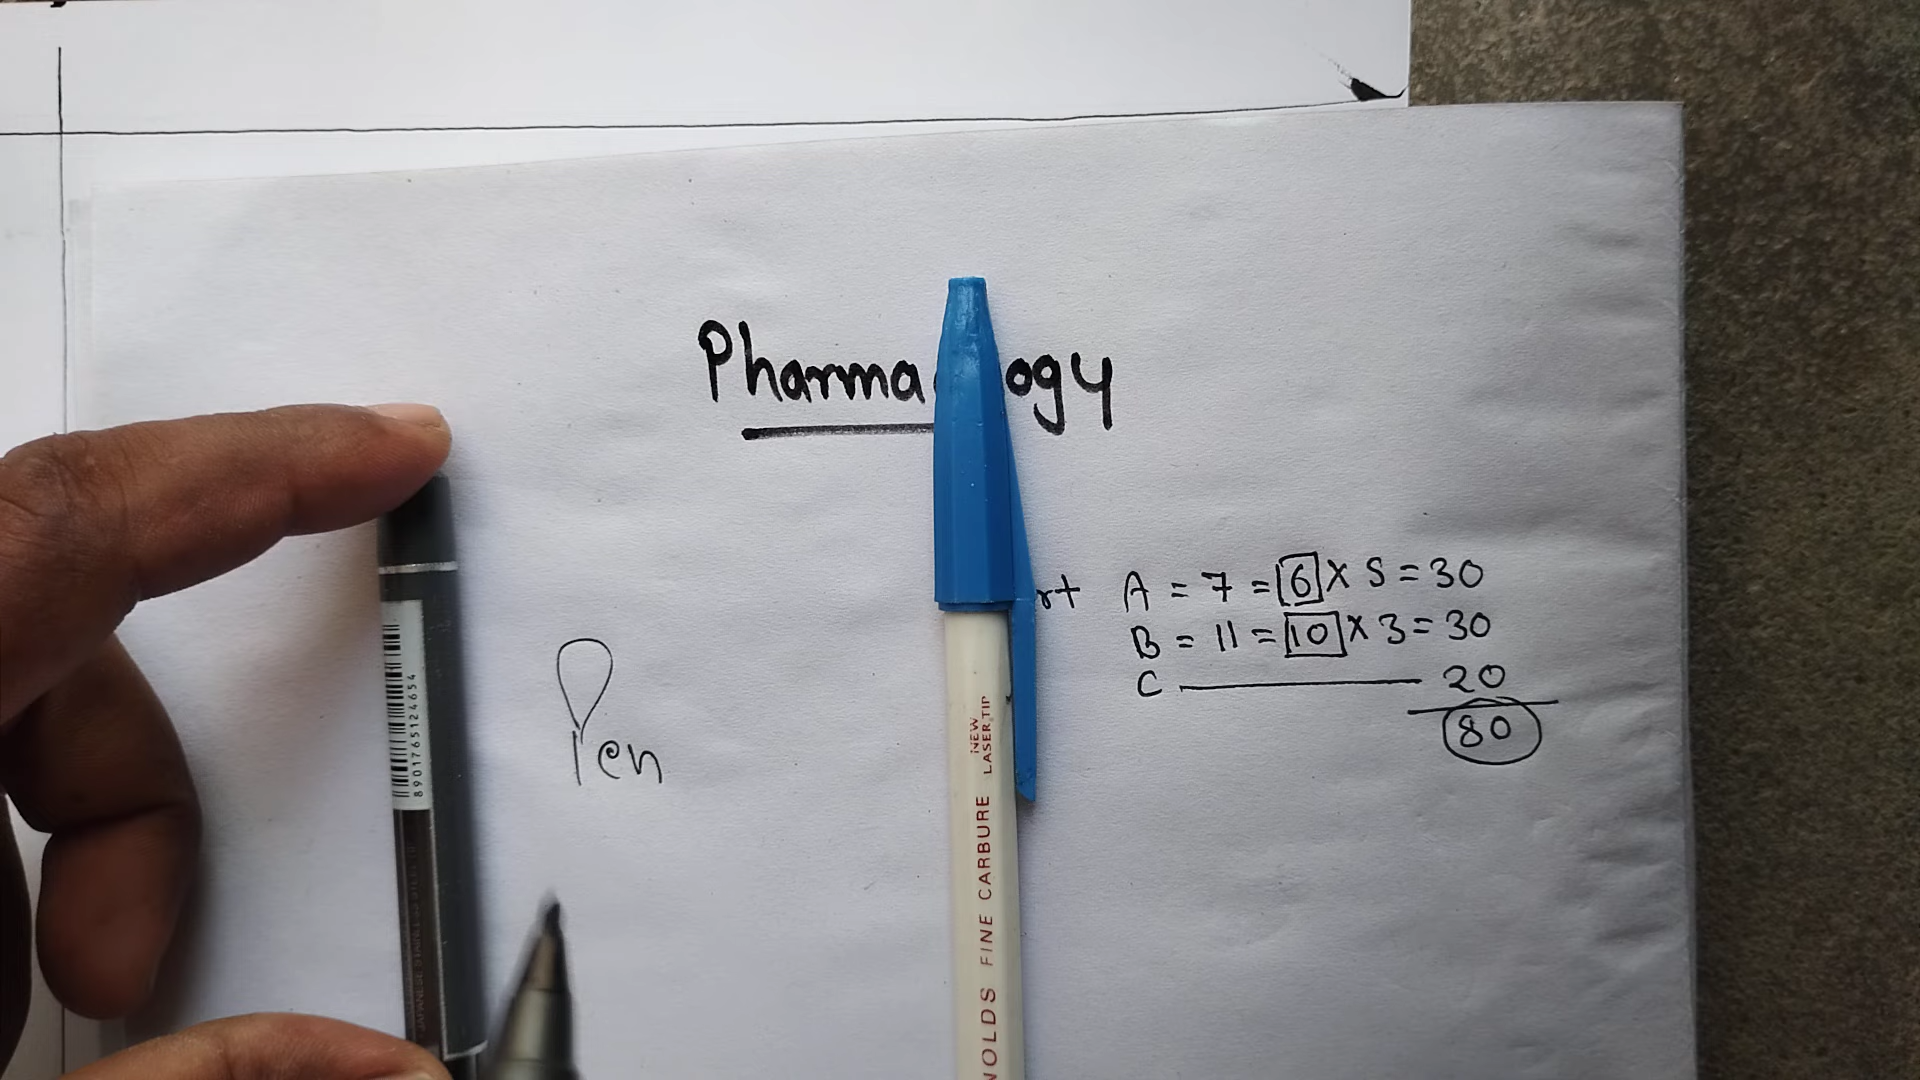 Pharma ogy
rt A = 7 = 6 X 5 = 30
B = 11 = 10 X 3 = 30
C 20
80
Pen
8901765124654
NEW
LASER TIP
NOLDS FINE CARBURE